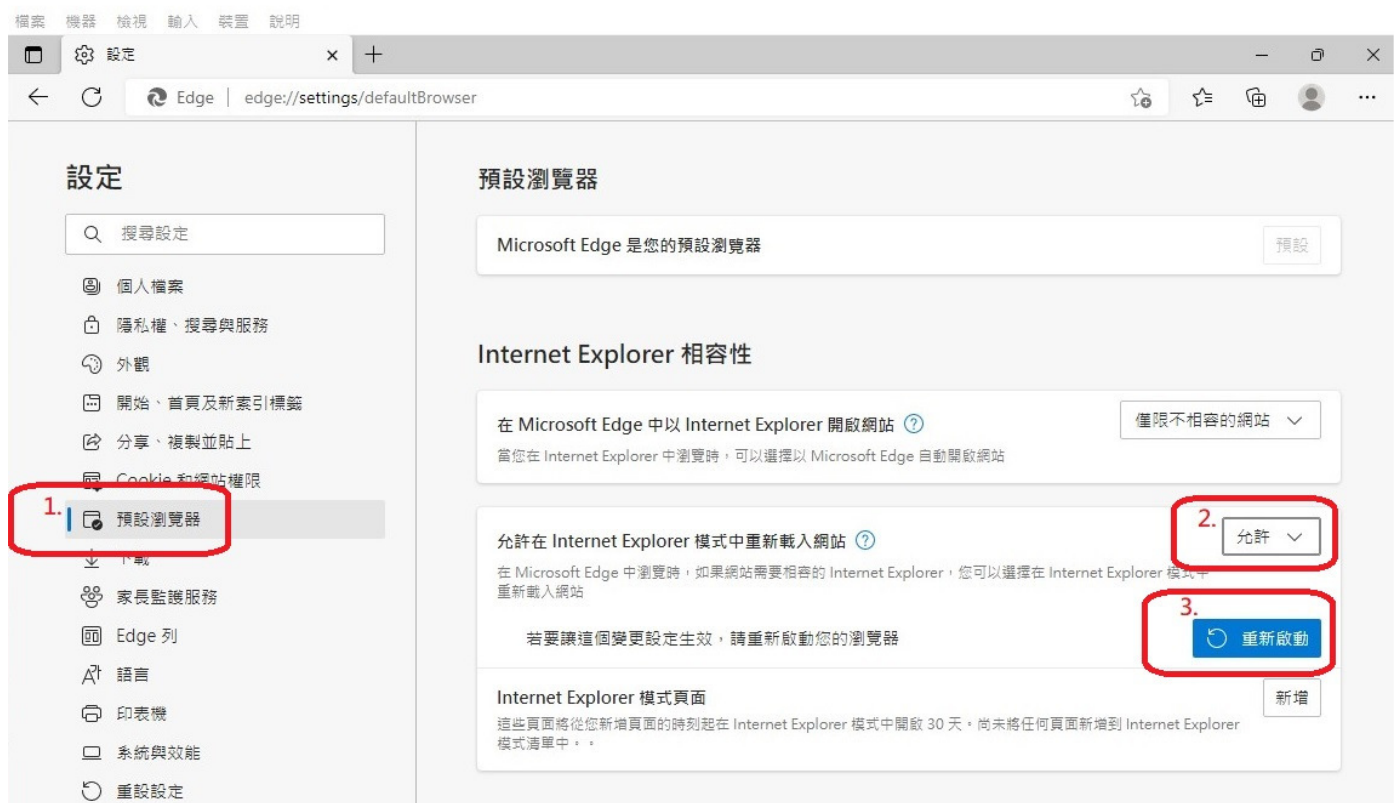 檔案 機器 檢視 輸入 裝置 說明
設定
Edge | edge://settings/defaultBrowser
設定
搜尋設定
個人檔案
隱私權、搜尋與服務
外觀
開始、首頁及新索引標籤
分享、複製並貼上
Cookie 和網站權限
1.
預設瀏覽器
下載
家長監護服務
Edge 列
語言
印表機
系統與效能
重設設定
預設瀏覽器
Microsoft Edge 是您的預設瀏覽器
預設
Internet Explorer 相容性
在 Microsoft Edge 中以 Internet Explorer 開啟網站
僅限不相容的網站
當您在 Internet Explorer 中瀏覽時，可以選擇以 Microsoft Edge 自動開啟網站
2.
允許在 Internet Explorer 模式中重新載入網站
允許
在 Microsoft Edge 中瀏覽時，如果網站需要相容的 Internet Explorer，您可以選擇在 Internet Explorer 模式中
重新載入網站
3.
若要讓這個變更設定生效，請重新啟動您的瀏覽器
重新啟動
Internet Explorer 模式頁面
新增
這些頁面將從您新增頁面的時刻起在 Internet Explorer 模式中開啟 30 天。尚未將任何頁面新增到 Internet Explorer
模式清單中。。